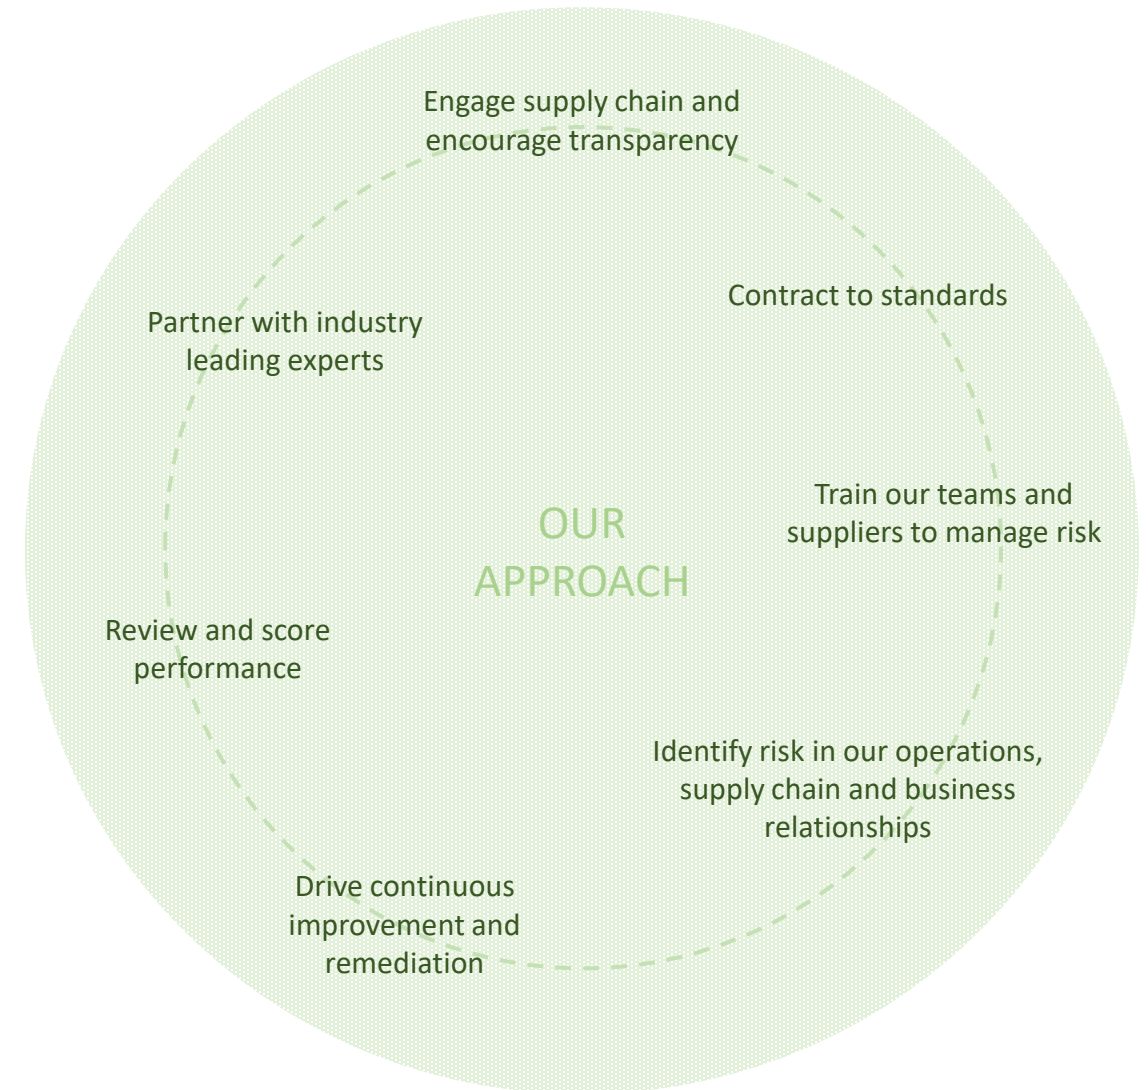 Engage supply chain and
encourage transparency
Contract to standards
Partner with industry
leading experts
Train our teams and
suppliers to manage risk
OUR
APPROACH
Review and score
performance
Identify risk in our operations,
supply chain and business
relationships
Drive continuous
improvement and
remediation